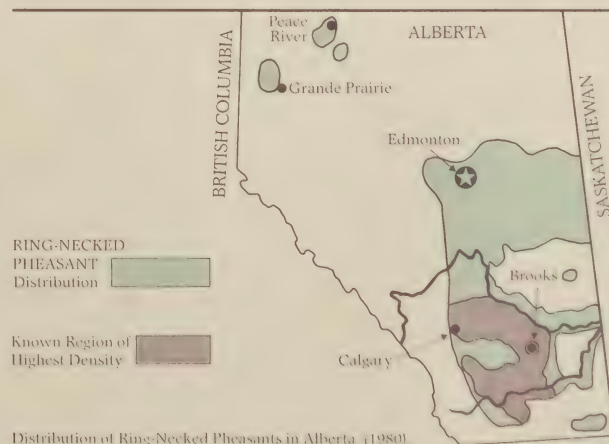 Peace
River
ALBERTA
Grande Prairie
BRITISH COLUMBIA
Edmonton
SASKATCHEWAN
RING-NECKED
PHEASANT
Distribution
Brooks
Known Region of
Highest Density
Calgary
Distribution of Ring-Necked Pheasants in Alberta (1980)